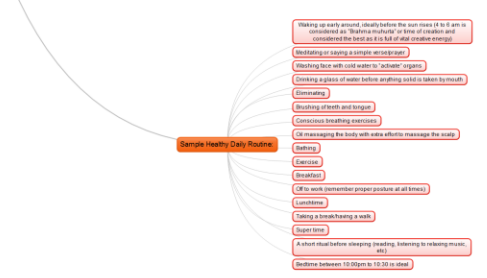 Waking up early around, ideally before the sun rises (4 to 6 am is
considered as "Brahma muhurta" or time of creation and
considered the best as it is full of vital creative energy)
Meditating or saying a simple verse/prayer
Washing face with cold water to "activate" organs.
Drinking a glass of water before anything solid is taken by mouth
Eliminating
Brushing of teeth and tongue
Conscious breathing exercises
Oil massaging the body with extra effort to massage the scalp
Sample Healthy Daily Routine:
Bathing
Exercise
Breakfast
Off to work (remember proper posture at all times)
Lunchtime
Taking a break/having a walk
Super time
A short ritual before sleeping (reading, listening to relaxing music,
etc)
Bedtime between 10:00pm to 10:30 is ideal